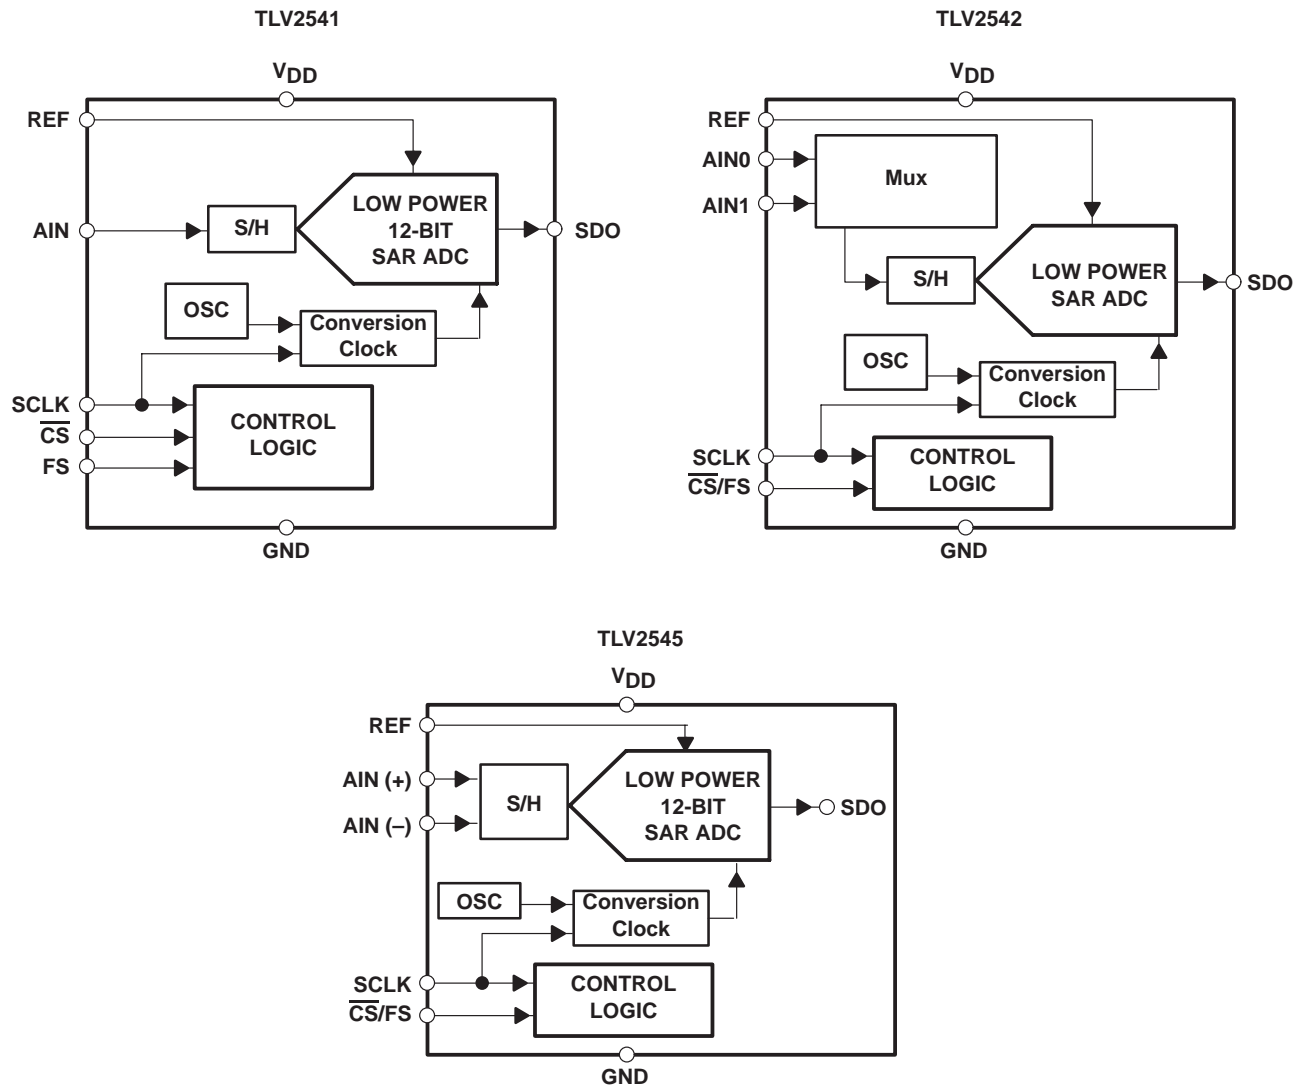 TLV2541
VDD
REF
AIN
S/H
LOW POWER
12-BIT
SAR ADC
SDO
OSC
Conversion
Clock
SCLK
C̅S̅
FS
CONTROL
LOGIC
GND
TLV2542
VDD
REF
AIN0
AIN1
Mux
S/H
LOW POWER
SAR ADC
SDO
OSC
Conversion
Clock
SCLK
C̅S̅/FS
CONTROL
LOGIC
GND
TLV2545
VDD
REF
AIN (+)
AIN (–)
S/H
LOW POWER
12-BIT
SAR ADC
SDO
OSC
Conversion
Clock
SCLK
C̅S̅/FS
CONTROL
LOGIC
GND